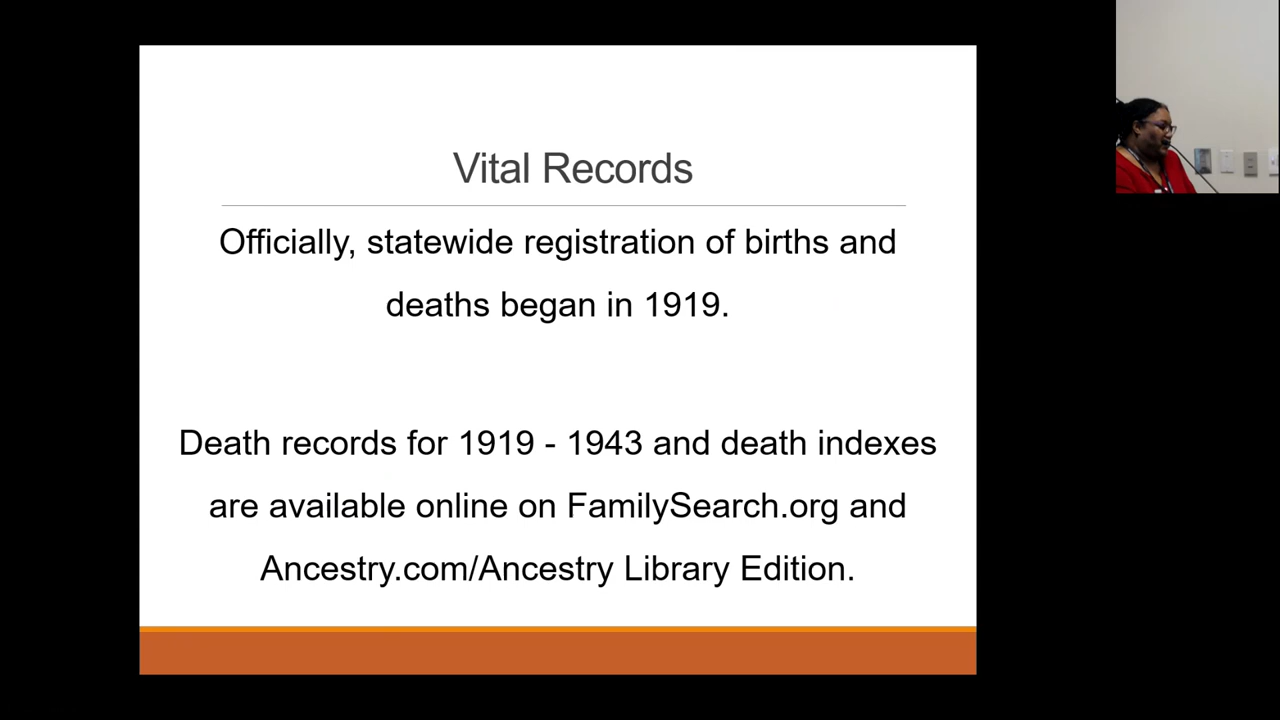 Vital Records
Officially, statewide registration of births and
deaths began in 1919.
Death records for 1919 - 1943 and death indexes
are available online on FamilySearch.org and
Ancestry.com/Ancestry Library Edition.